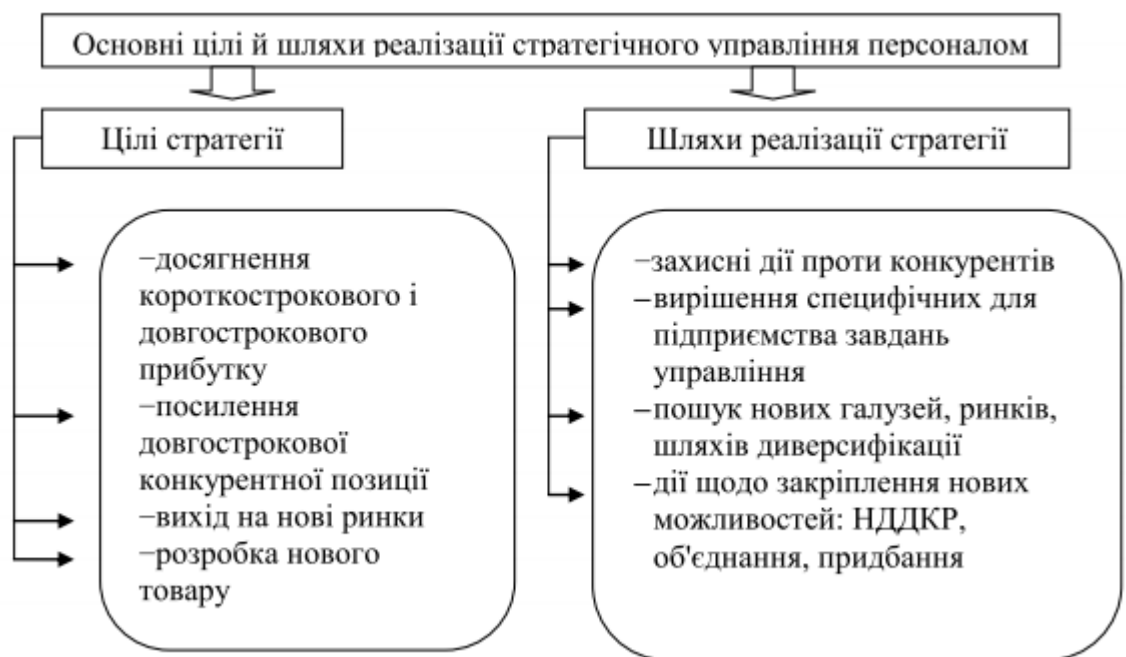 Основні цілі й шляхи реалізації стратегічного управління персоналом
Цілі стратегії
−досягнення
короткострокового і
довгострокового
прибутку
−посилення
довгострокової
конкурентної позиції
−вихід на нові ринки
−розробка нового
товару
Шляхи реалізації стратегії
−захисні дії проти конкурентів
−вирішення специфічних для
підприємства завдань
управління
−пошук нових галузей, ринків,
шляхів диверсифікації
−дії щодо закріплення нових
можливостей: НДДКР,
об'єднання, придбання